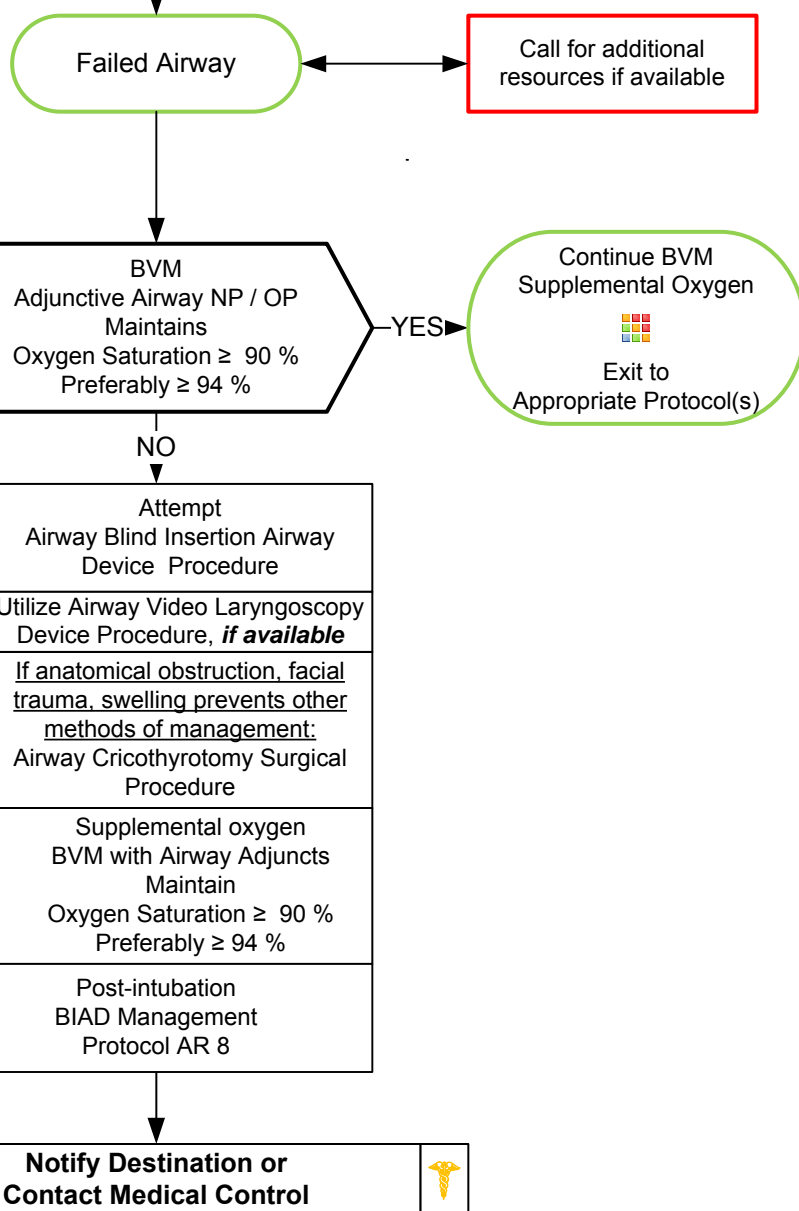 Failed Airway
Call for additional
resources if available
BVM
Adjunctive Airway NP / OP
Maintains
Oxygen Saturation ≥ 90 %
Preferably ≥ 94 %
YES
Continue BVM
Supplemental Oxygen
Exit to
Appropriate Protocol(s)
NO
Attempt
Airway Blind Insertion Airway
Device Procedure
Utilize Airway Video Laryngoscopy
Device Procedure, if available
If anatomical obstruction, facial
trauma, swelling prevents other
methods of management:
Airway Cricothyrotomy Surgical
Procedure
Supplemental oxygen
BVM with Airway Adjuncts
Maintain
Oxygen Saturation ≥ 90 %
Preferably ≥ 94 %
Post-intubation
BIAD Management
Protocol AR 8
Notify Destination or
Contact Medical Control